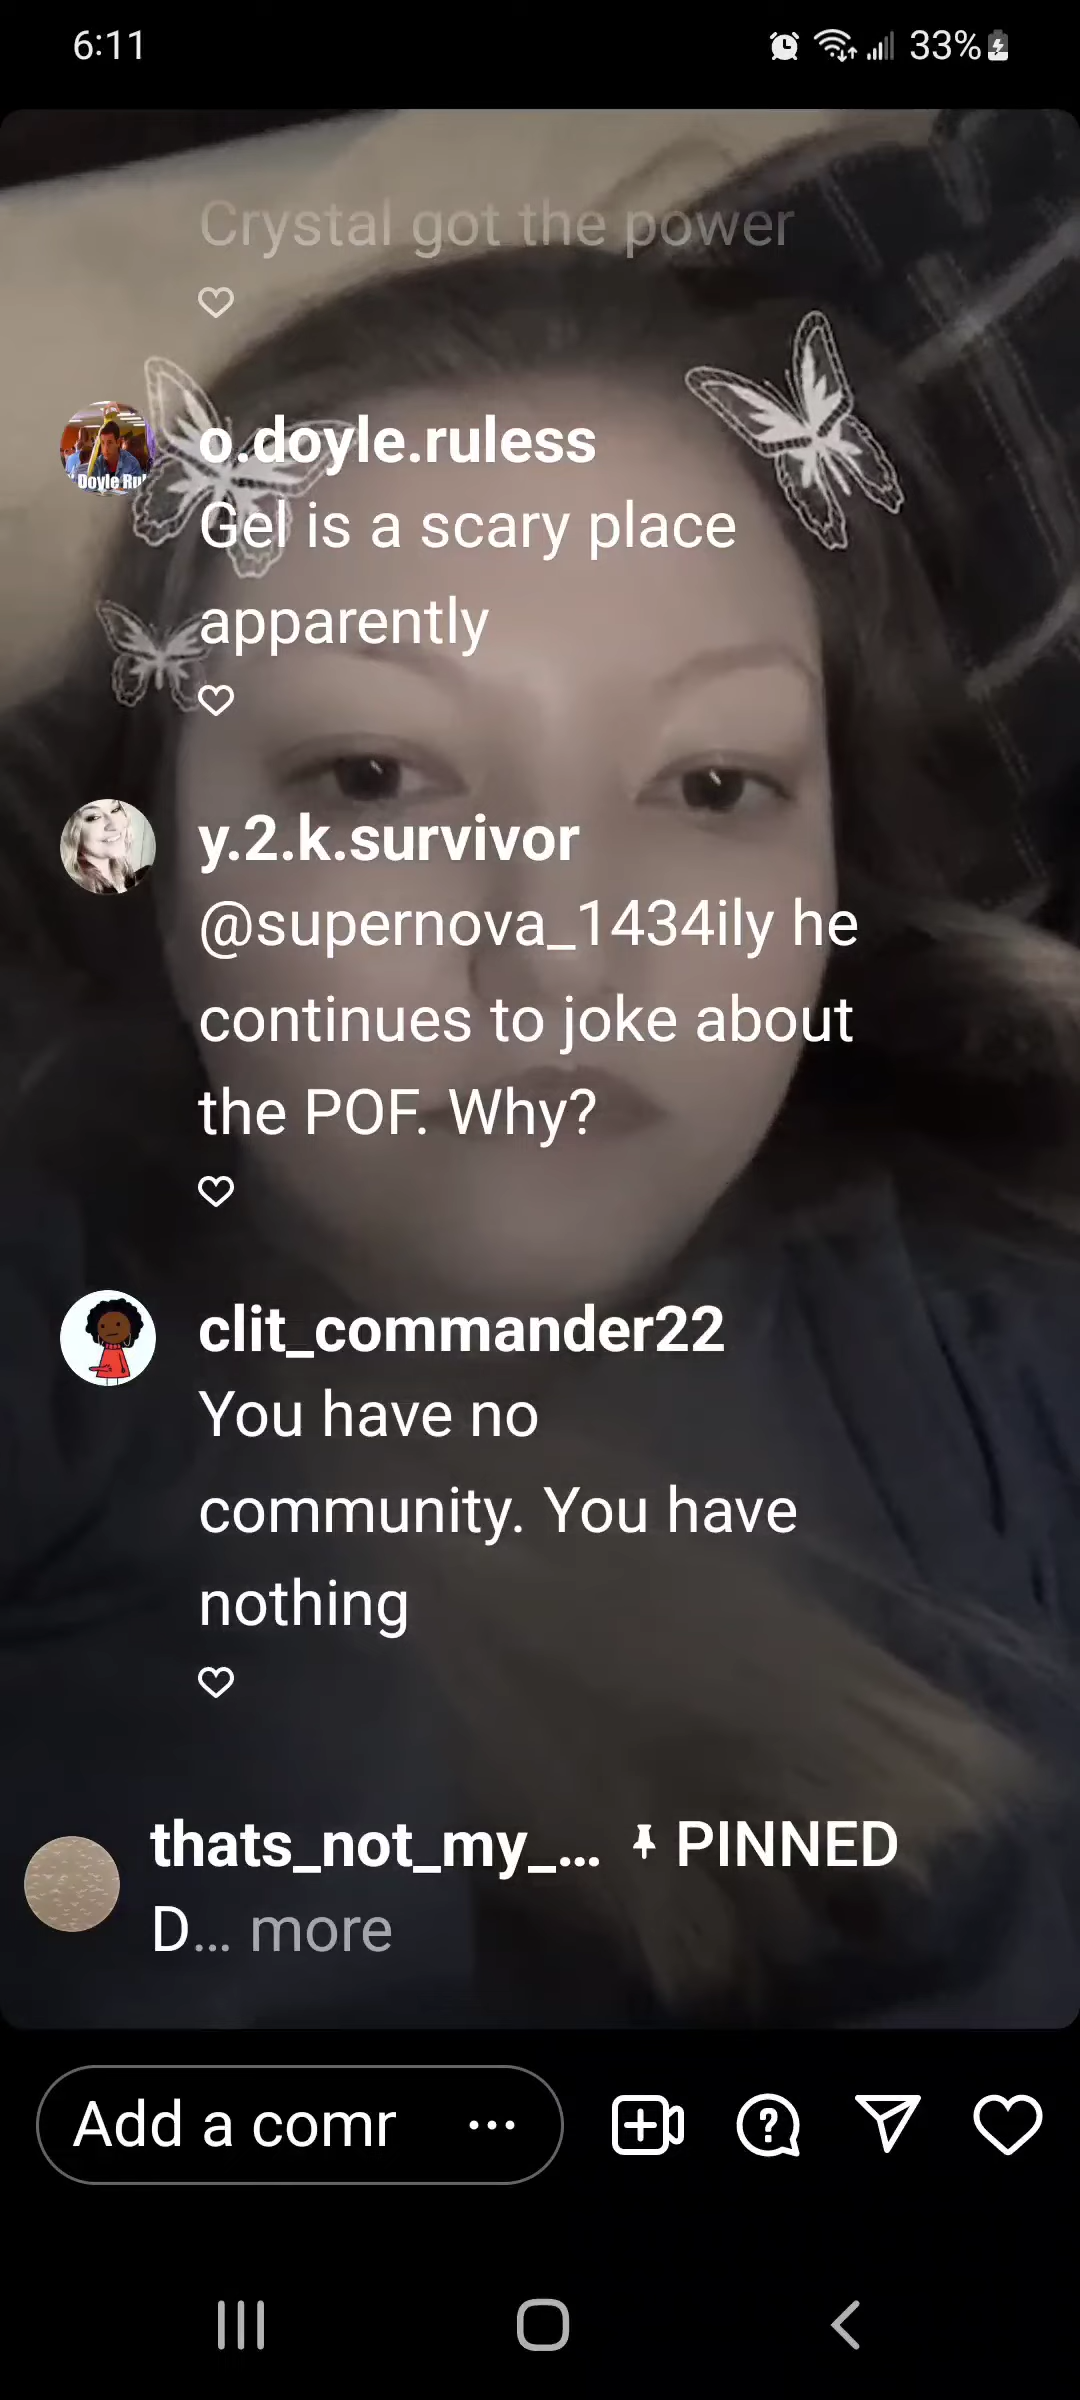 6:11
33%
Crystal got the power
o.doyle.ruless
Doyle Rul
Gel is a scary place
apparently
y.2.k.survivor
@supernova_1434ily he
continues to joke about
the POF. Why?
clit_commander22
You have no
community. You have
nothing
thats_not_my_... PINNED
D... more
Add a comr